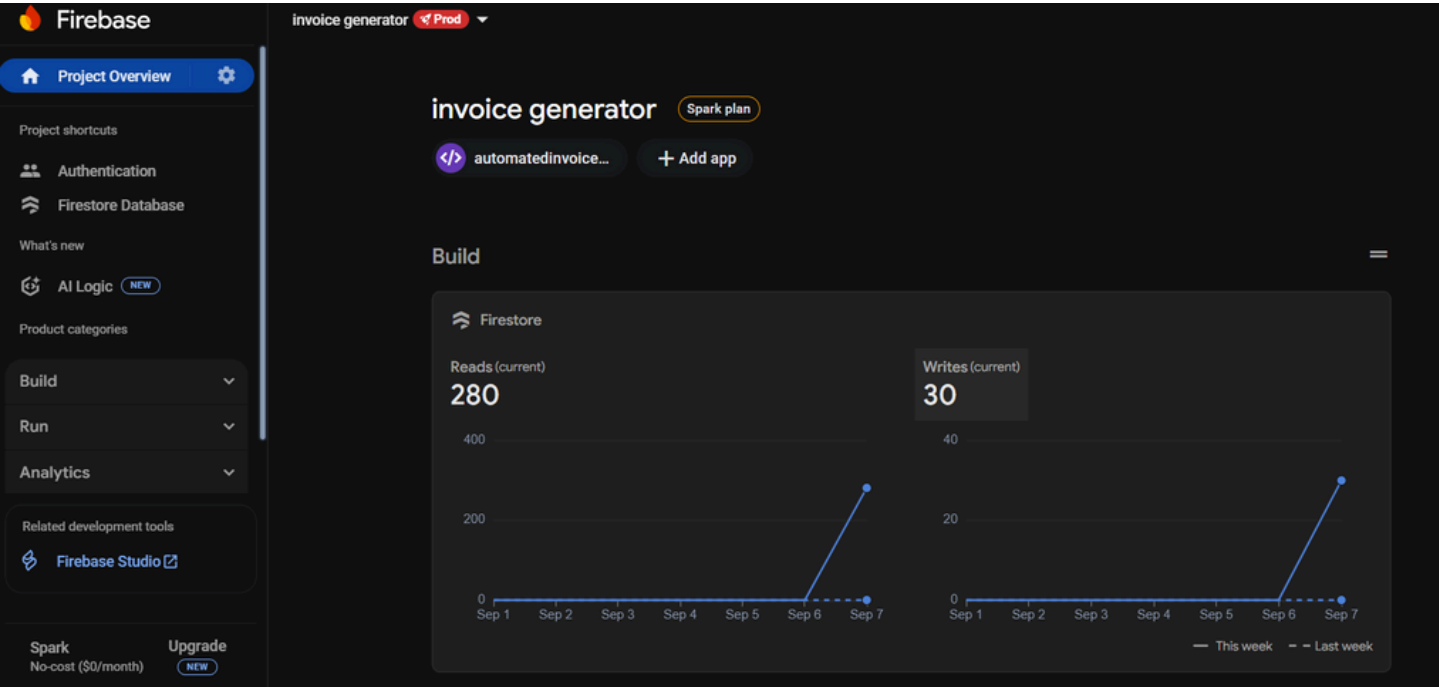 Firebase
invoice generator Prod
Project Overview
Project shortcuts
Authentication
Firestore Database
What's new
AI Logic NEW
Product categories
Build
Run
Analytics
Related development tools
Firebase Studio
Spark
No-cost ($0/month)
Upgrade
NEW
invoice generator Spark plan
automatedinvoice... + Add app
Build
Firestore
Reads (current)
280
400
200
0
Sep 1 Sep 2 Sep 3 Sep 4 Sep 5 Sep 6 Sep 7
Writes (current)
30
40
20
0
Sep 1 Sep 2 Sep 3 Sep 4 Sep 5 Sep 6 Sep 7
This week Last week